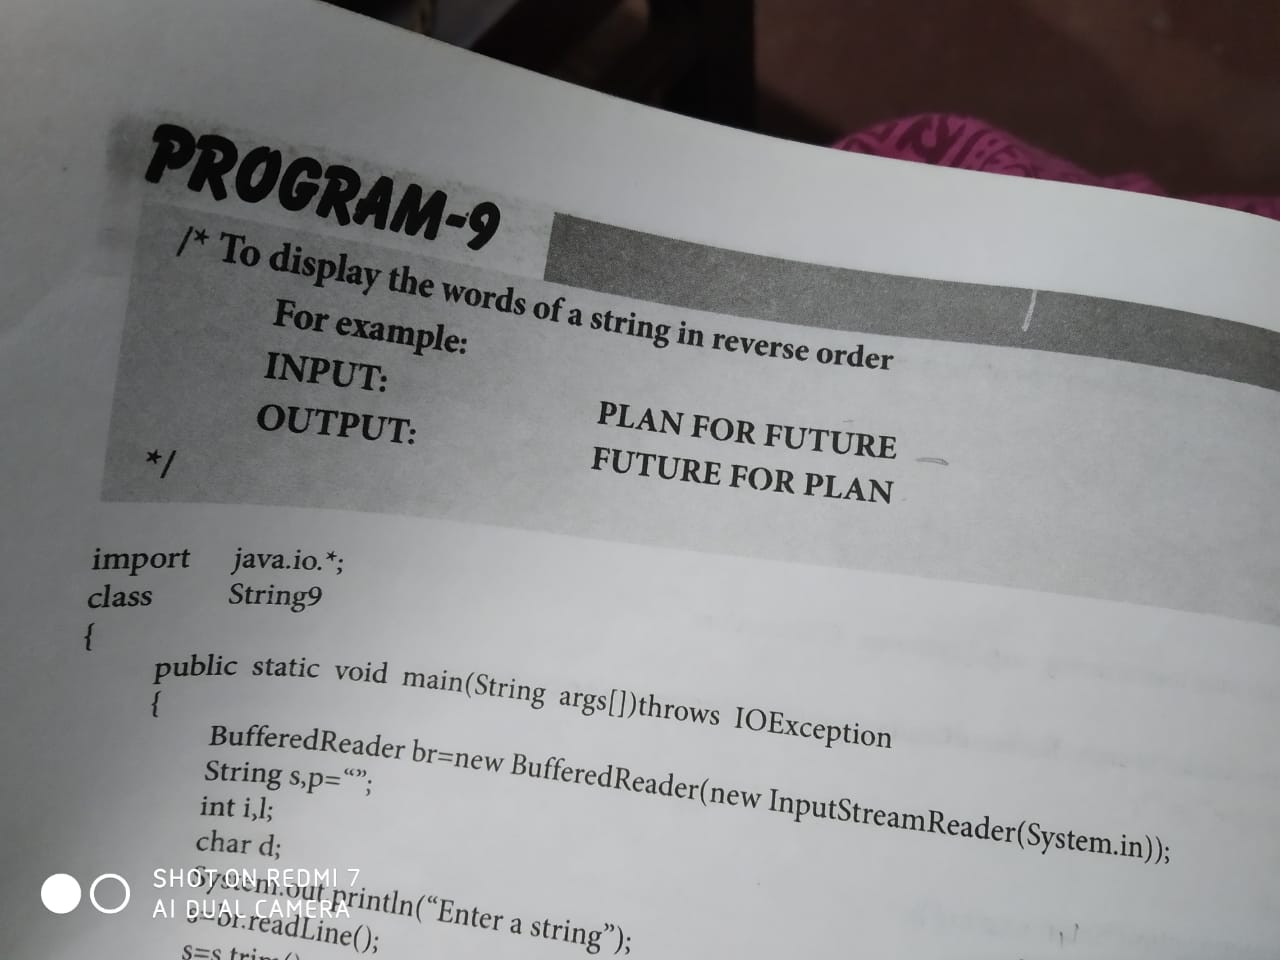 PROGRAM-9
/* To display the words of a string in reverse order
For example:
INPUT: PLAN FOR FUTURE
OUTPUT: FUTURE FOR PLAN
*/
import java.io.*;
class String9
{
public static void main(String args[])throws IOException
{
BufferedReader br=new BufferedReader(new InputStreamReader(System.in));
String s,p=“”;
int i,l;
char d;
System.out.println(“Enter a string”);
s=br.readLine();
s=s.trim()
SHOT ON REDMI 7
AI DUAL CAMERA